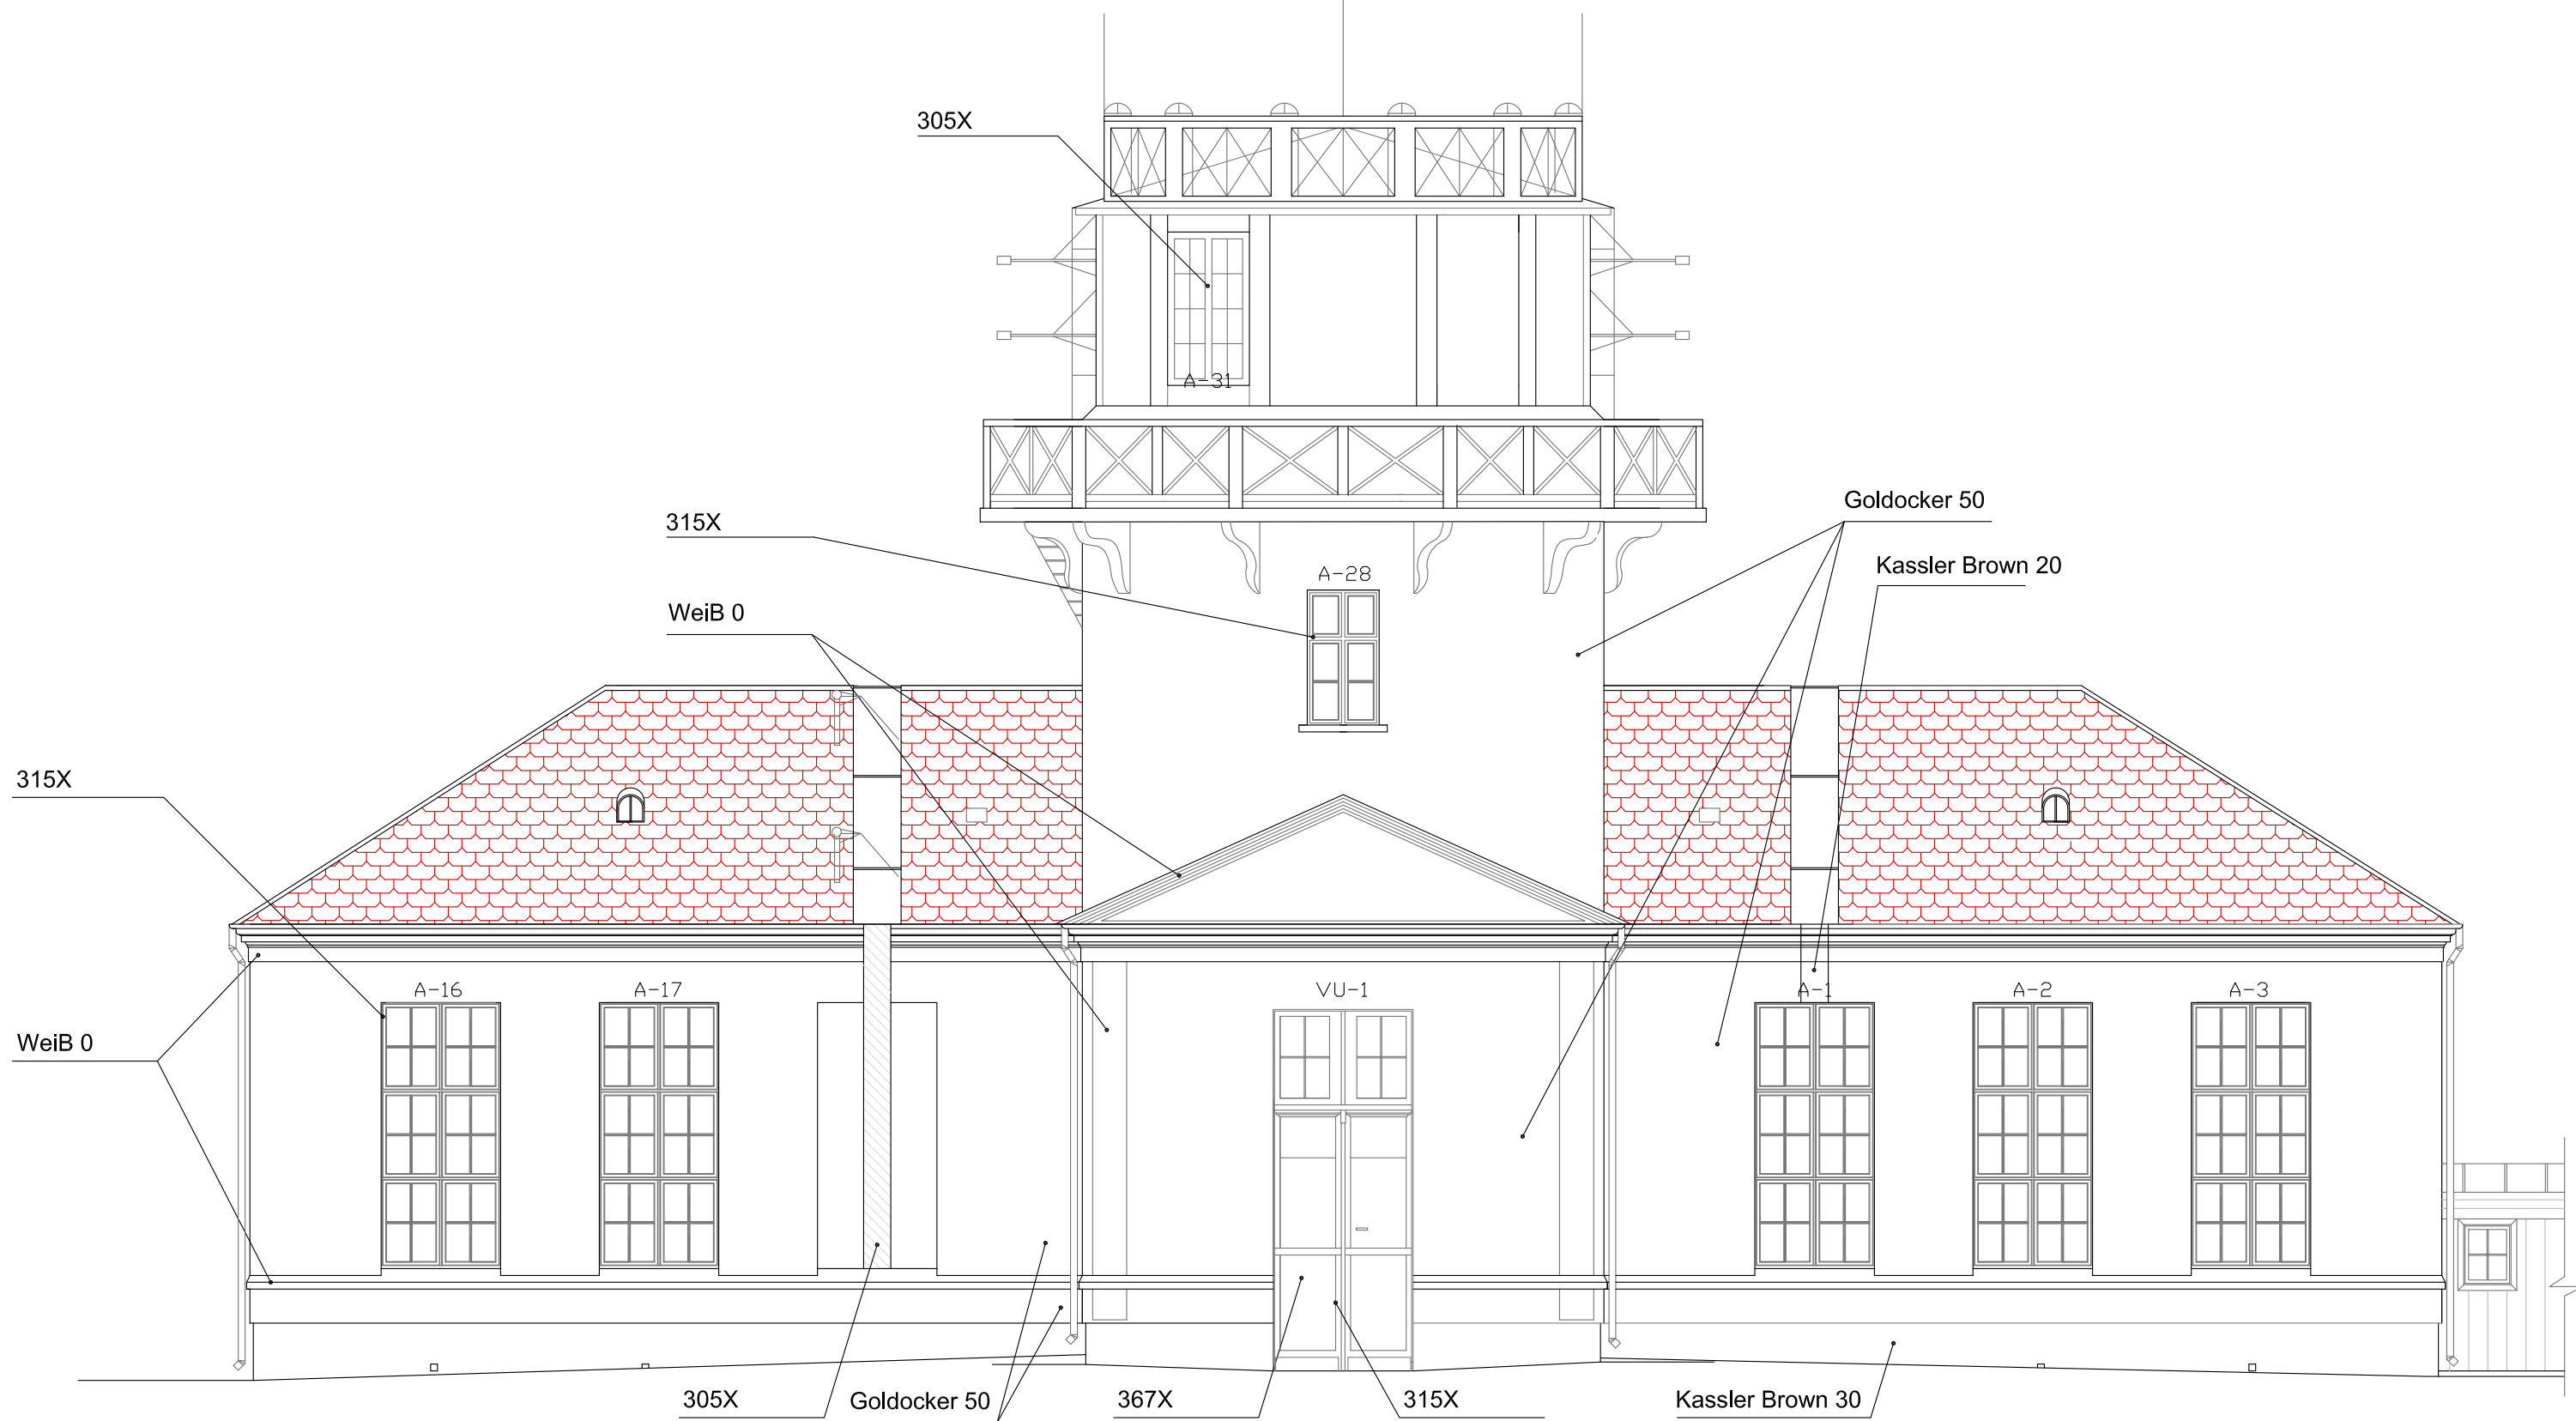 305X
A-31
Goldocker 50
315X
Kassler Brown 20
A-28
WeiB 0
315X
A-16
A-17
VU-1
A-1
A-2
A-3
WeiB 0
305X
Goldocker 50
367X
315X
Kassler Brown 30